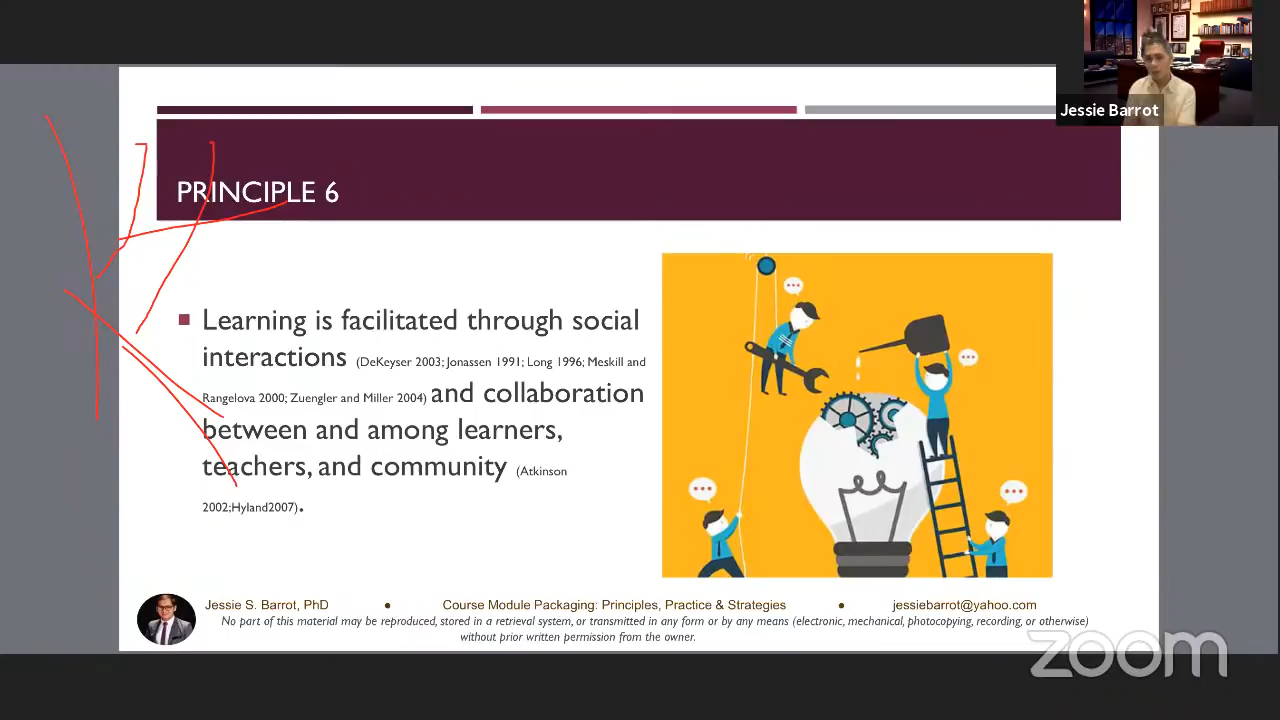 Jessie Barrot
PRINCIPLE 6
Learning is facilitated through social
interactions (DeKeyser 2003; Jonassen 1991; Long 1996; Meskill and
Rangelova 2000; Zuengler and Miller 2004) and collaboration
between and among learners,
teachers, and community (Atkinson
2002;Hyland2007).
Jessie S. Barrot, PhD ● Course Module Packaging: Principles, Practice & Strategies ● jessiebarrot@yahoo.com
No part of this material may be reproduced, stored in a retrieval system, or transmitted in any form or by any means (electronic, mechanical, photocopying, recording, or otherwise)
without prior written permission from the owner.
zoom